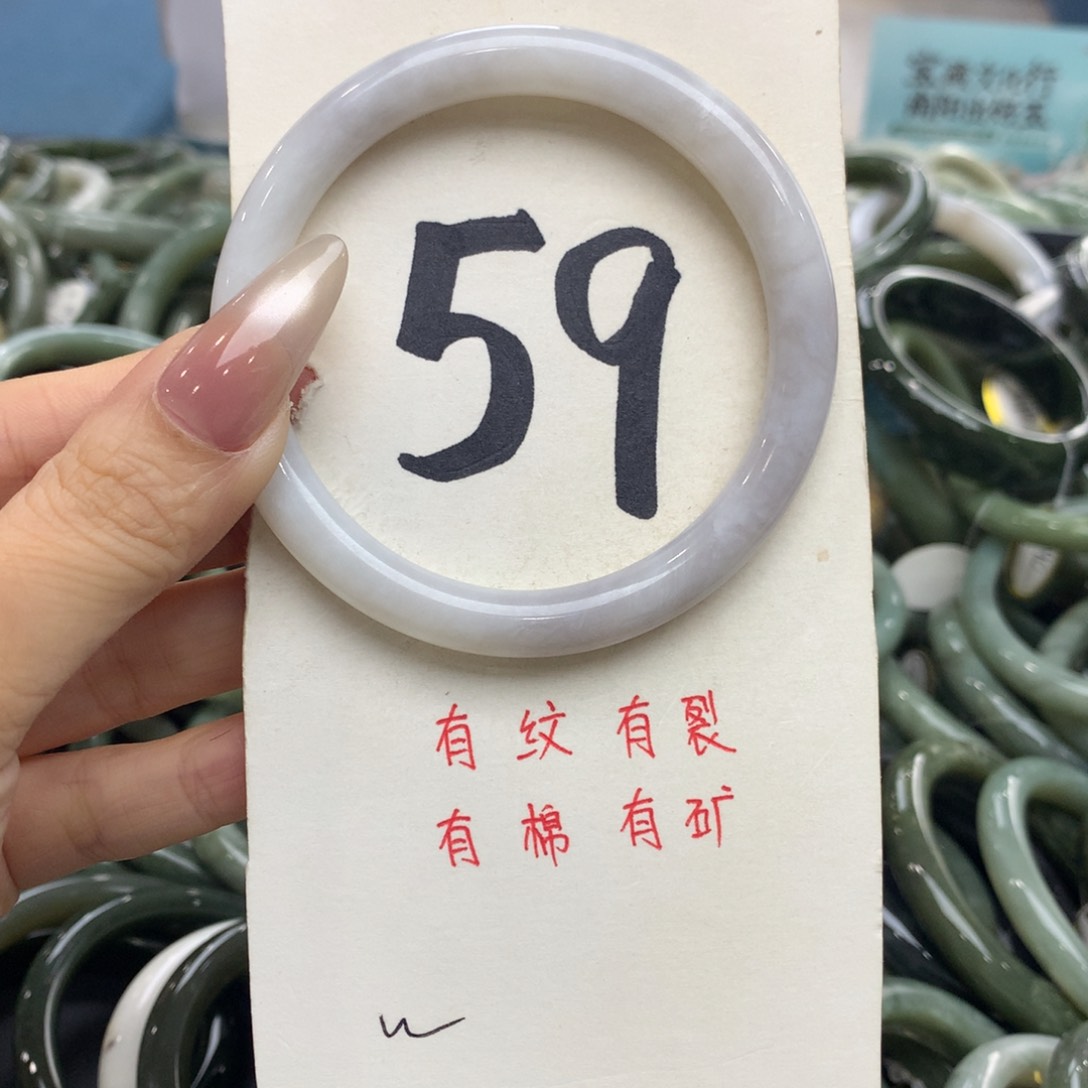 59
有 纹 有 裂
有 棉 有 矿